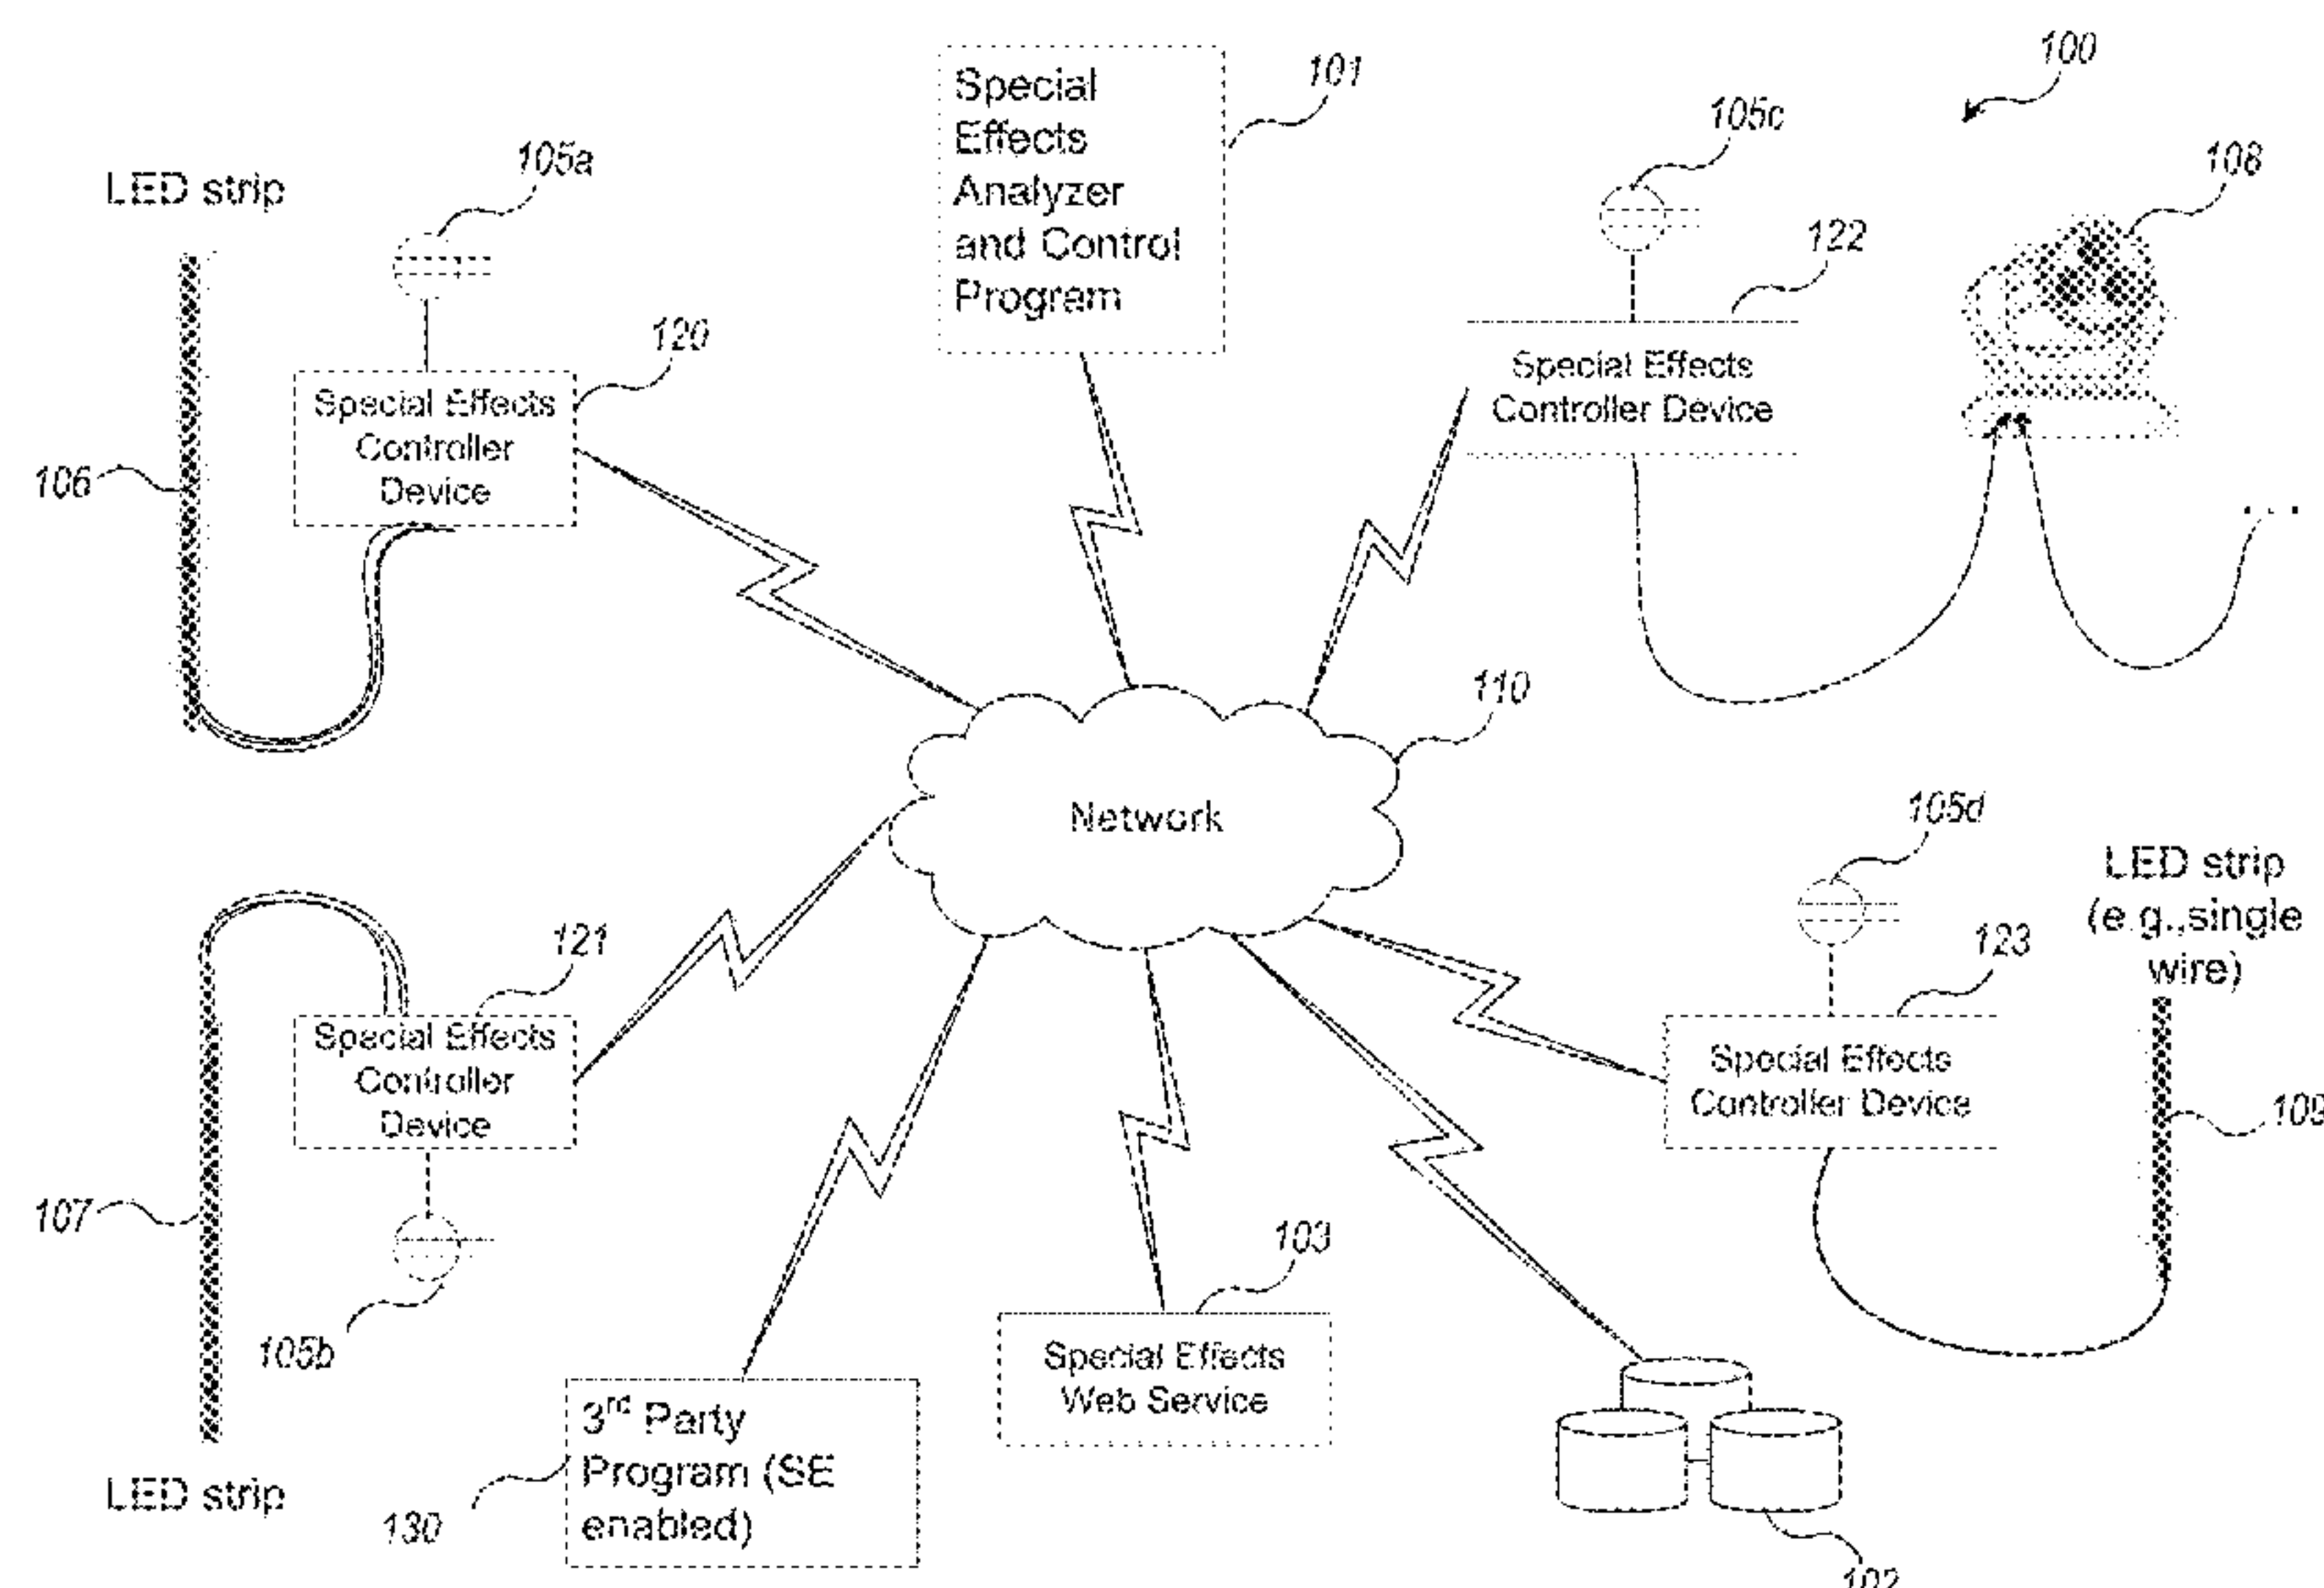 100
101
Special
Effects
Analyzer
and Control
Program
105c
108
105a
LED strip
122
120
Special Effects
Controller Device
Special Effects
Controller
Device
106
110
Network
105d
LED strip
(e.g.,single
wire)
121
123
Special Effects
Controller
Device
Special Effects
Controller Device
109
107
103
105b
Special Effects
Web Service
3rd Party
Program (SE
enabled)
LED strip
130
102